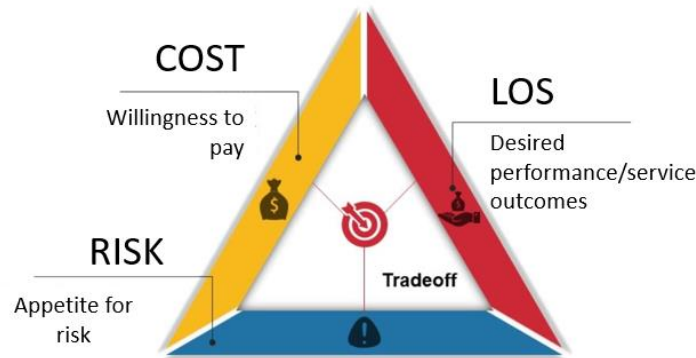 COST
Willingness to
pay
LOS
Desired
performance/service
outcomes
RISK
Appetite for
risk
Tradeoff
$
$
!